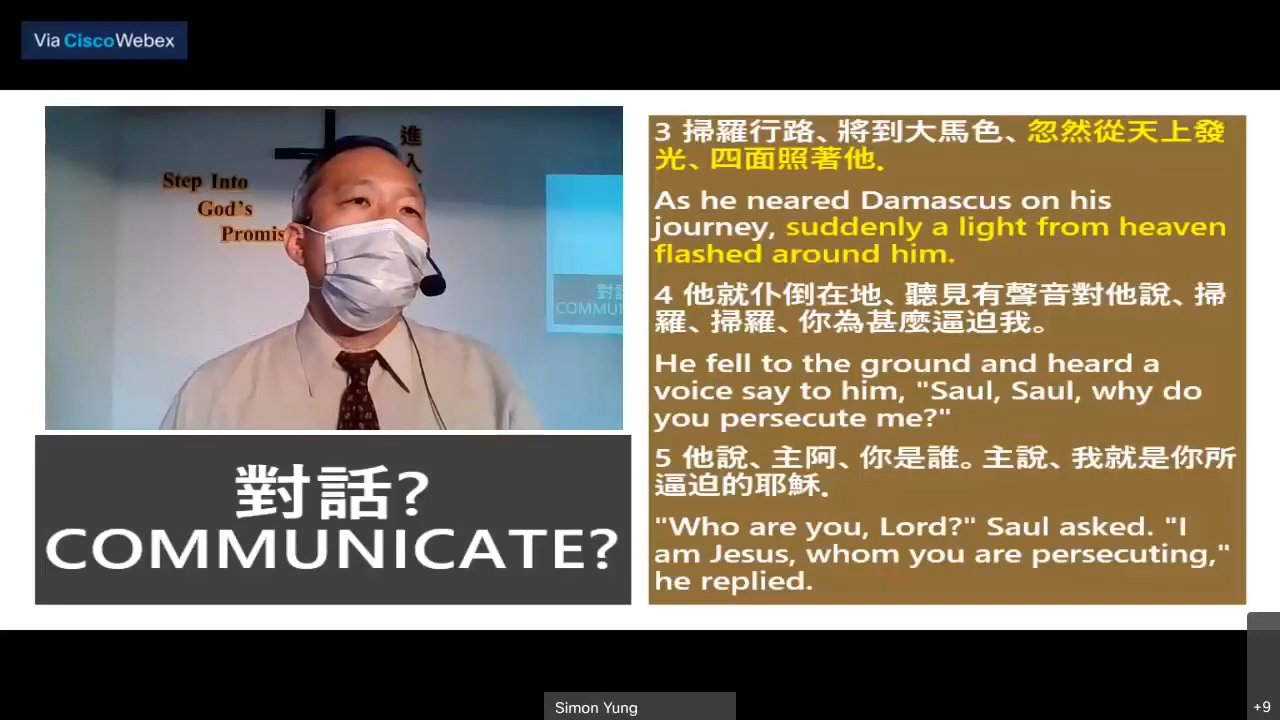 Via CiscoWebex
進
入
Step Into
God's
Promis
對話
COMMU
對話?
COMMUNICATE?
3 掃羅行路、將到大馬色、忽然從天上發
光、四面照著他.
As he neared Damascus on his
journey, suddenly a light from heaven
flashed around him.
4 他就仆倒在地、聽見有聲音對他說、掃
羅、掃羅、你為甚麼逼迫我。
He fell to the ground and heard a
voice say to him, "Saul, Saul, why do
you persecute me?"
5 他說、主阿、你是誰。主說、我就是你所
逼迫的耶穌.
"Who are you, Lord?" Saul asked. "I
am Jesus, whom you are persecuting,"
he replied.
Simon Yung
+9